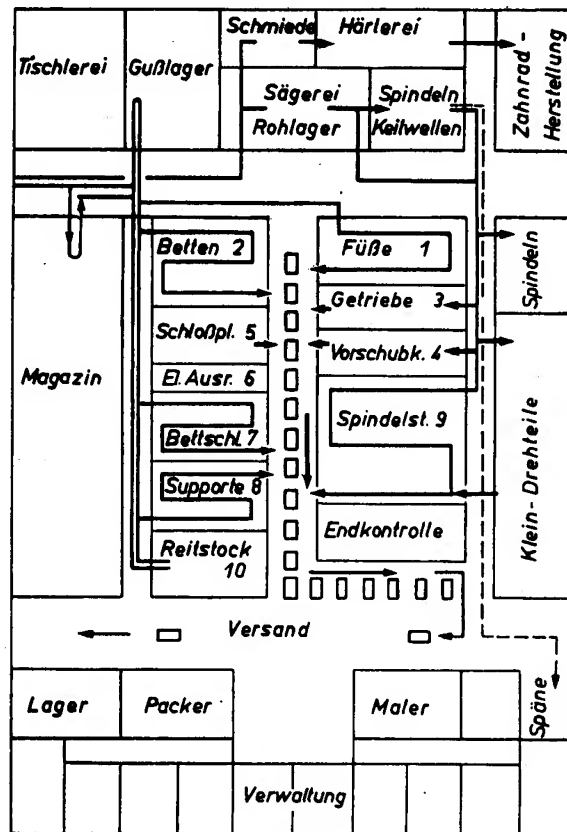 Schmiede
Härterei
Tischlerei
Gußlager
Sägerei
Rohlager
Spindeln
Keilwellen
Zahnrad-
Herstellung
Betten 2
Füße 1
Spindeln
Getriebe 3
Schloßpl. 5
Vorschubk. 4
Magazin
El. Ausr. 6
Bettschl. 7
Spindelst. 9
Klein-Drehteile
Supporte 8
Reitstock
10
Endkontrolle
Versand
Lager
Packer
Maler
Späne
Verwaltung